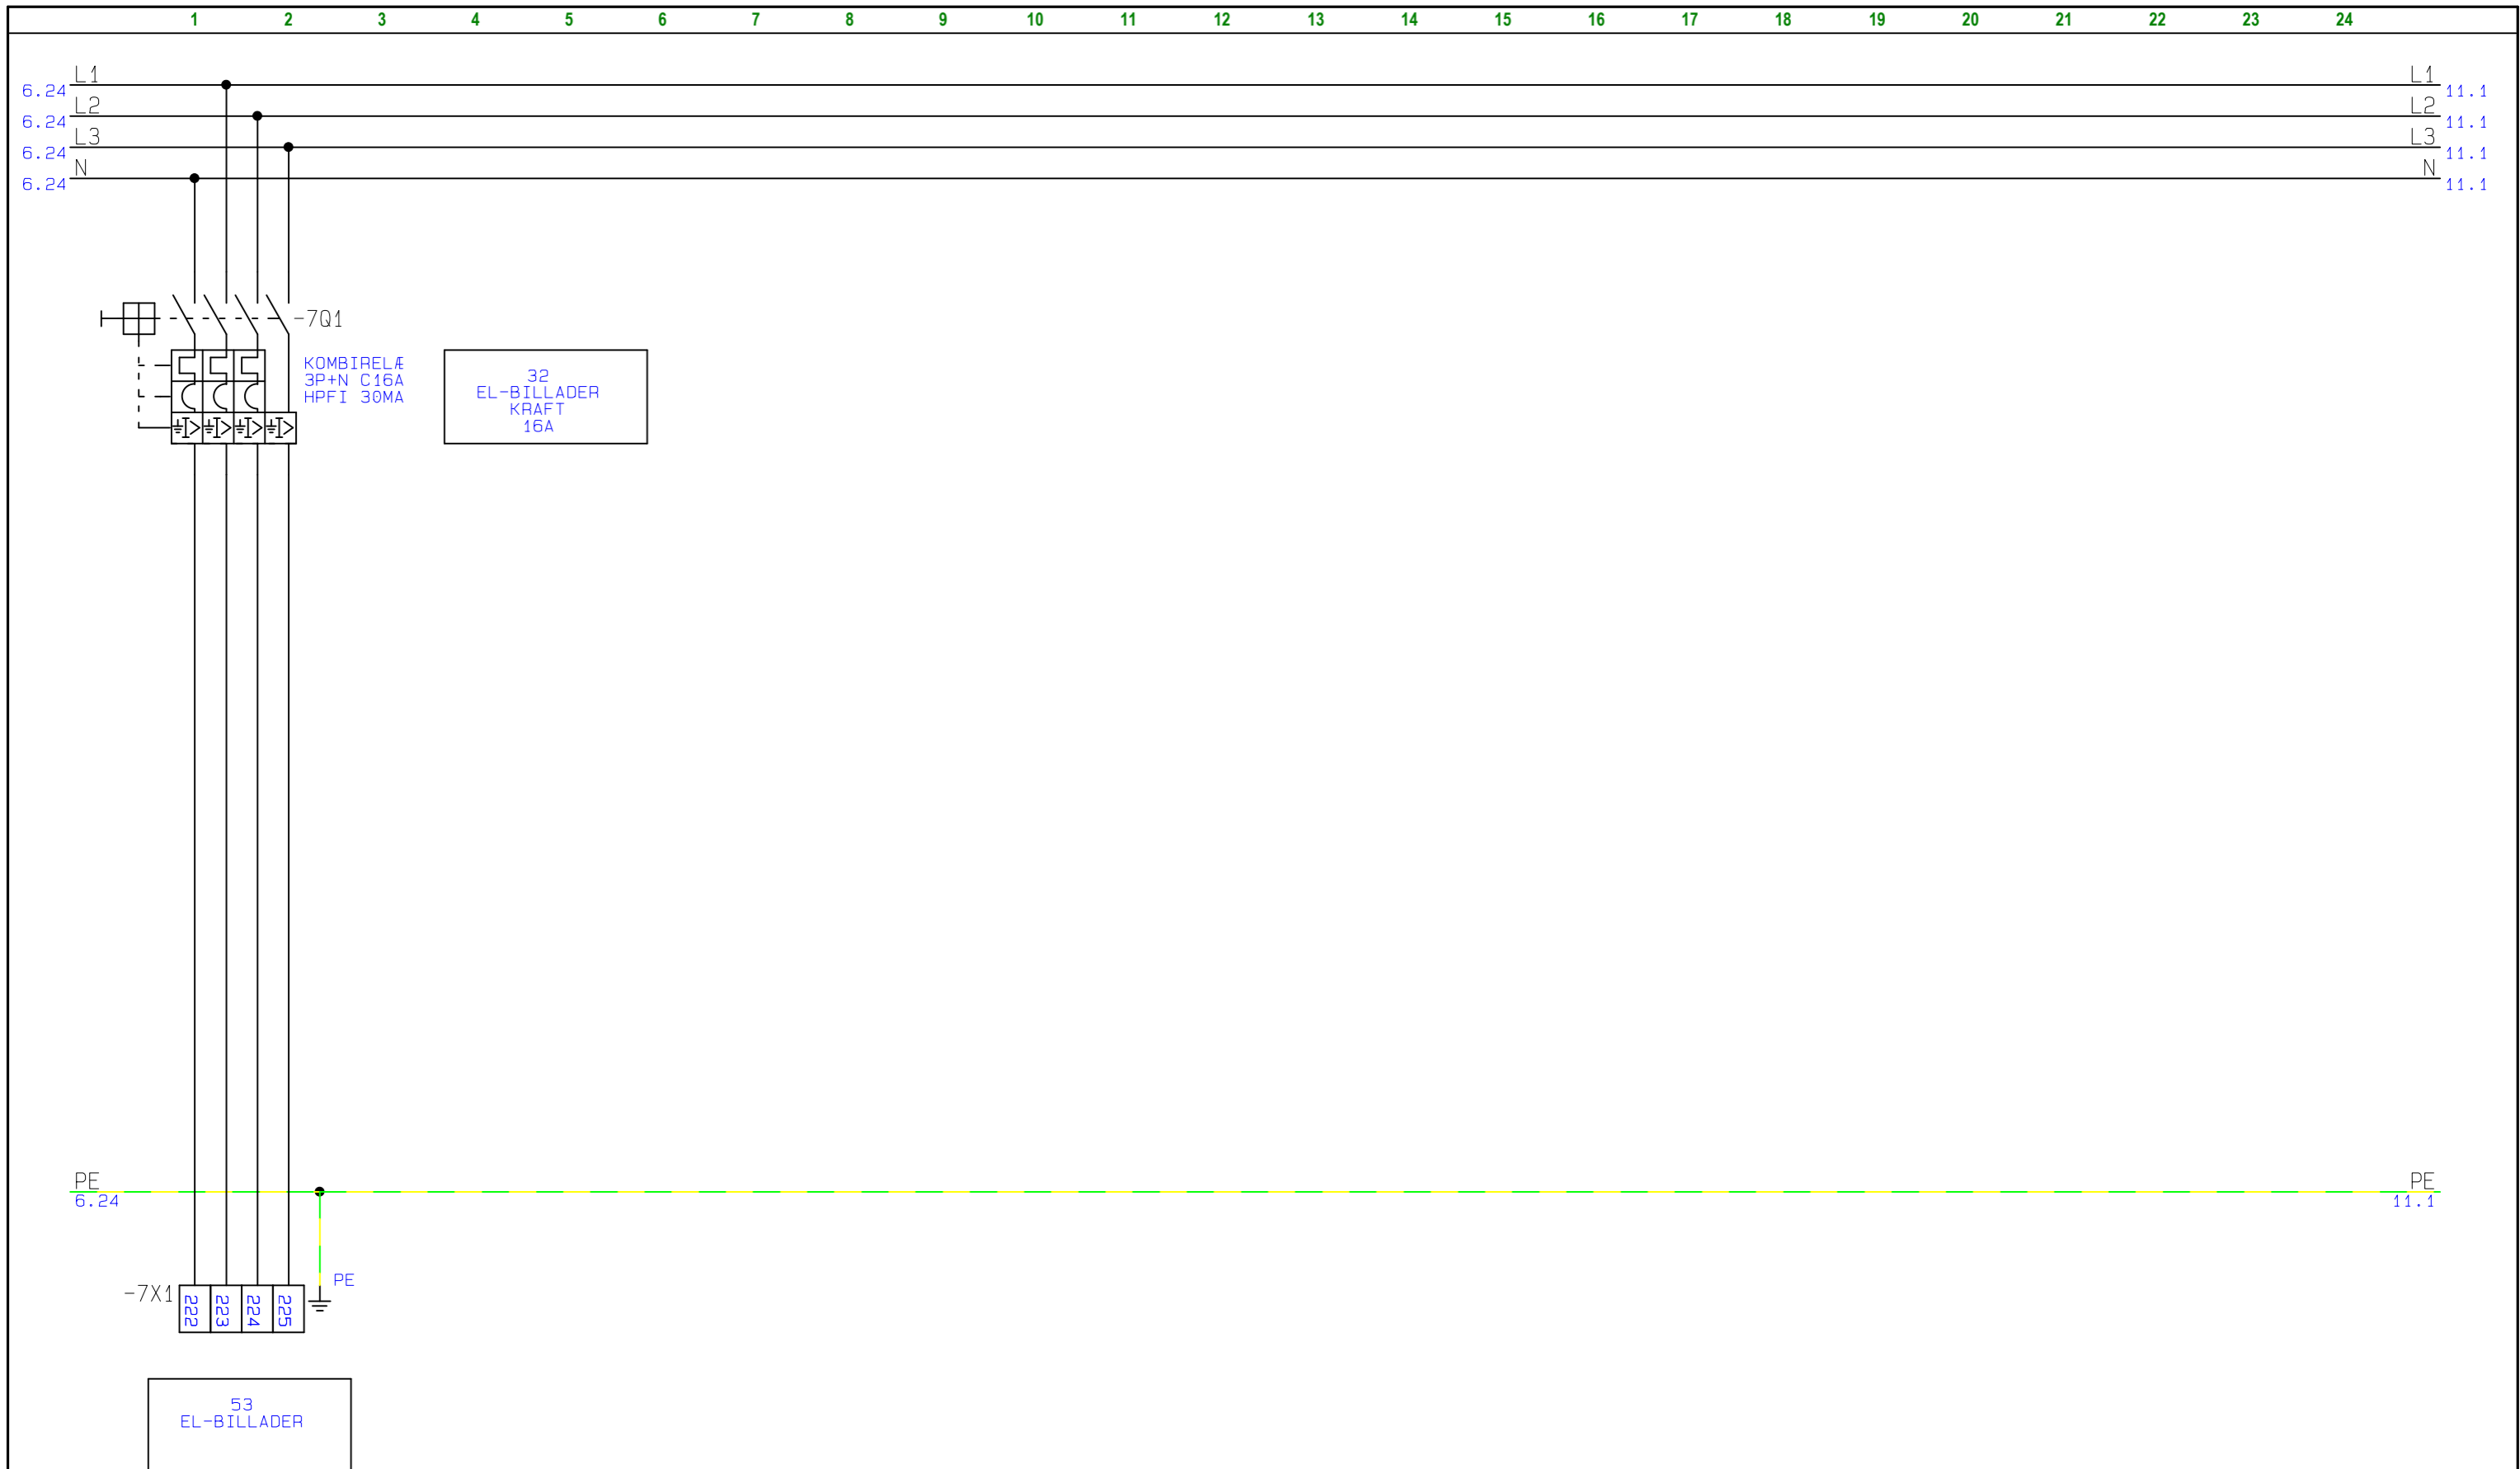 1 2 3 4 5 6 7 8 9 10 11 12 13 14 15 16 17 18 19 20 21 22 23 24
L1 L1
6.24 11.1
L2 L2
6.24 11.1
L3 L3
6.24 11.1
N N
6.24 11.1
-7Q1
KOMBIRELÆ
3P+N C16A
HPFI 30MA
32
EL-BILLADER
KRAFT
16A
PE PE
6.24 11.1
PE
-7X1
222
223
224
225
53
EL-BILLADER